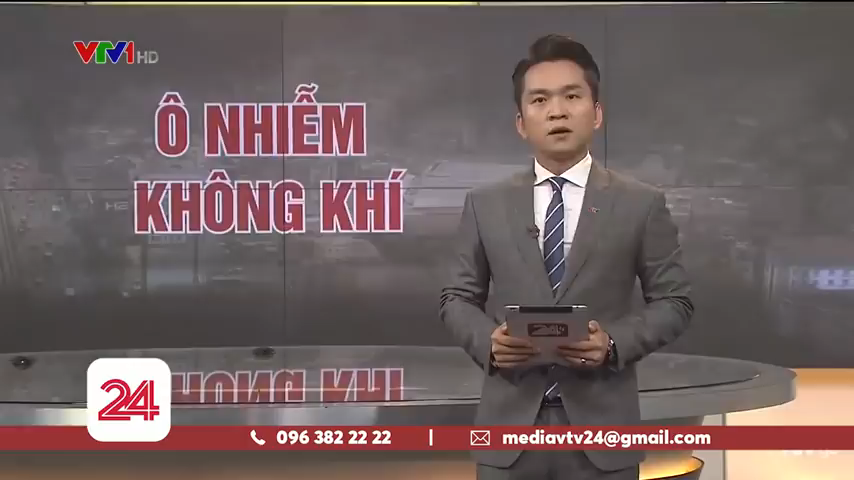 VTV1 HD
Ô NHIỄM
KHÔNG KHÍ
24
096 382 22 22 | mediavtv24@gmail.com